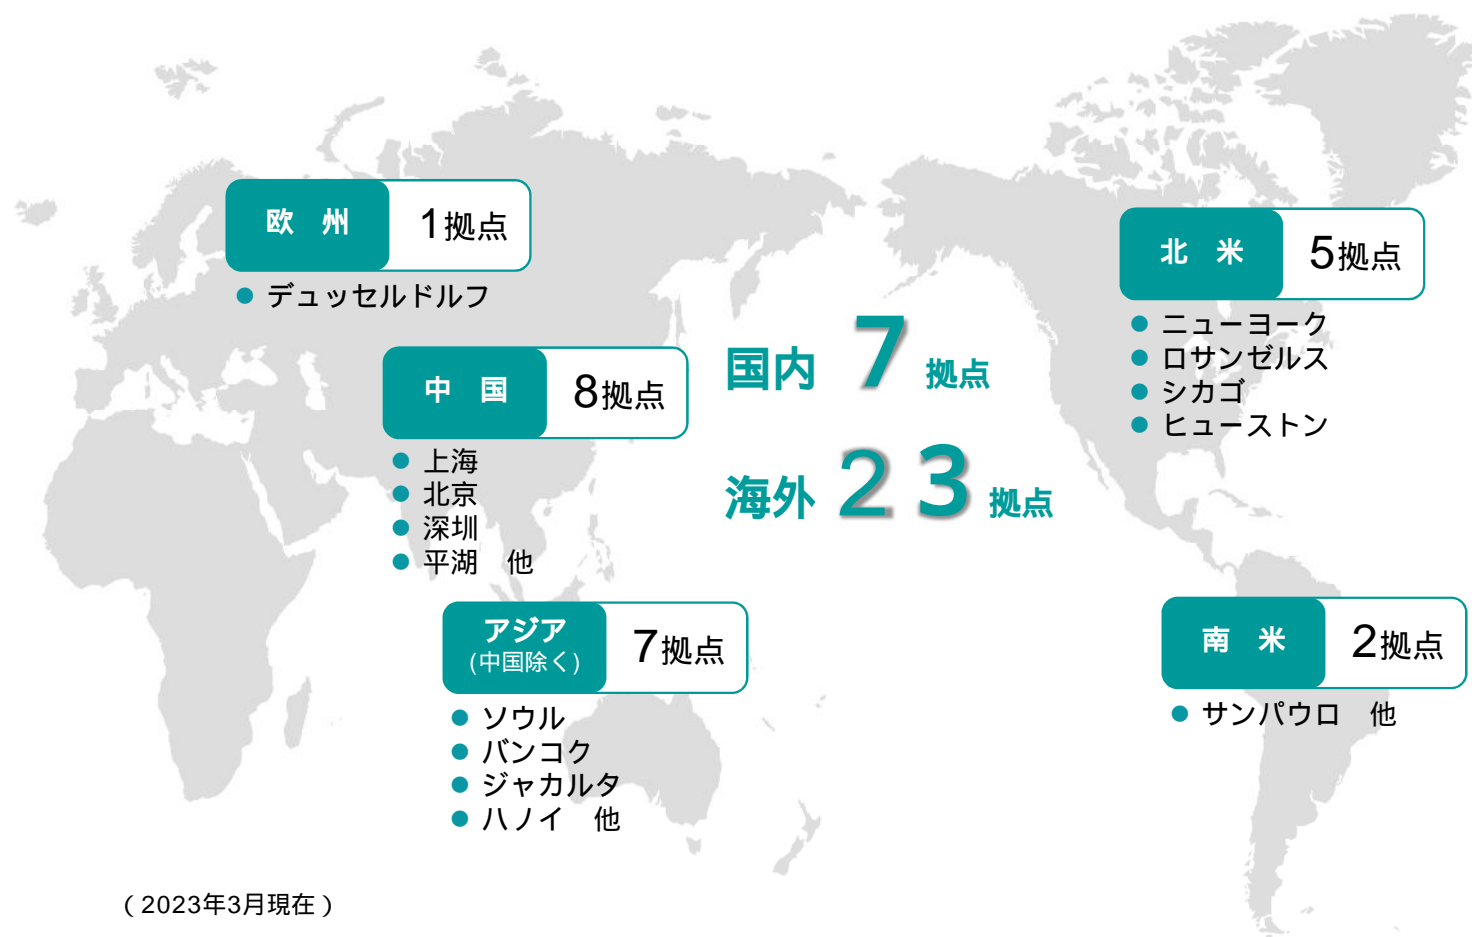 欧　州　1拠点
● デュッセルドルフ
中　国　8拠点
● 上海
● 北京
● 深圳
● 平湖　他
アジア
(中国除く)
7拠点
● ソウル
● バンコク
● ジャカルタ
● ハノイ　他
国内 7 拠点
海外 2３ 拠点
北　米　5拠点
● ニューヨーク
● ロサンゼルス
● シカゴ
● ヒューストン
南　米　2拠点
● サンパウロ　他
（2023年3月現在）